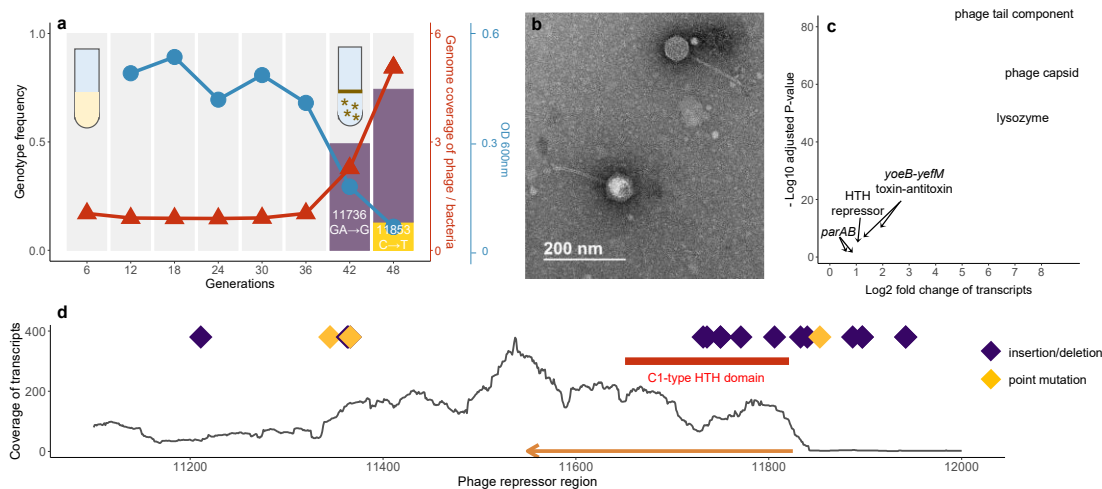 a
1.0
0.5
0.0
Genotype frequency
6
12
18
24
30
36
42
48
Generations
11736
GA→G
11853
C→T
6
3
0
Genome coverage of
phage / bacteria
0.6
0.3
0
OD 600nm
b
200 nm
c
80
60
40
20
0
- Log10 adjusted P-value
phage tail component
phage capsid
lysozyme
yoeB-yefM
toxin-antitoxin
HTH
repressor
parAB
0
1
2
3
4
5
6
7
8
Log2 fold change of transcripts
d
400
200
0
Coverage of transcripts
C1-type HTH domain
insertion/deletion
point mutation
11200
11400
11600
11800
12000
Phage repressor region